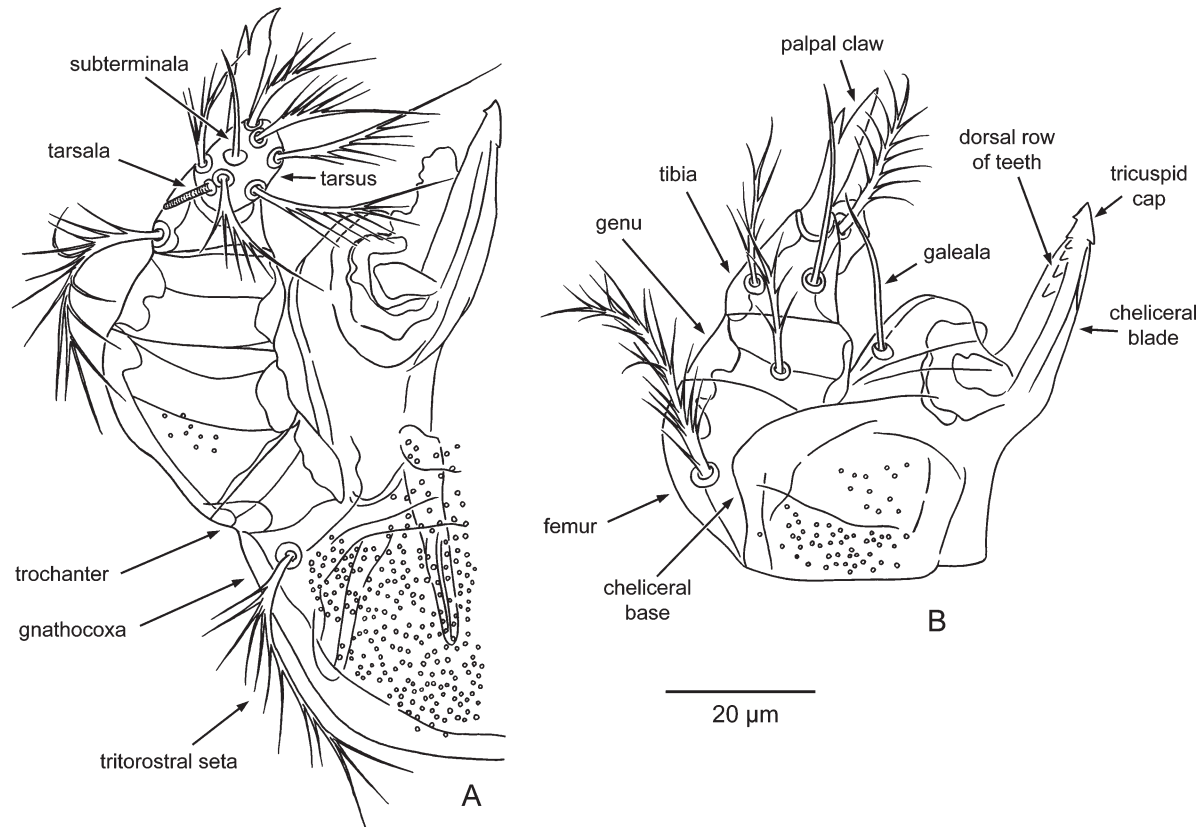 subterminala
tarsala
tarsus
trochanter
gnathocoxa
tritorostral seta
A
palpal claw
dorsal row
of teeth
tricuspid
cap
tibia
genu
galeala
cheliceral
blade
femur
cheliceral
base
B
20 µm